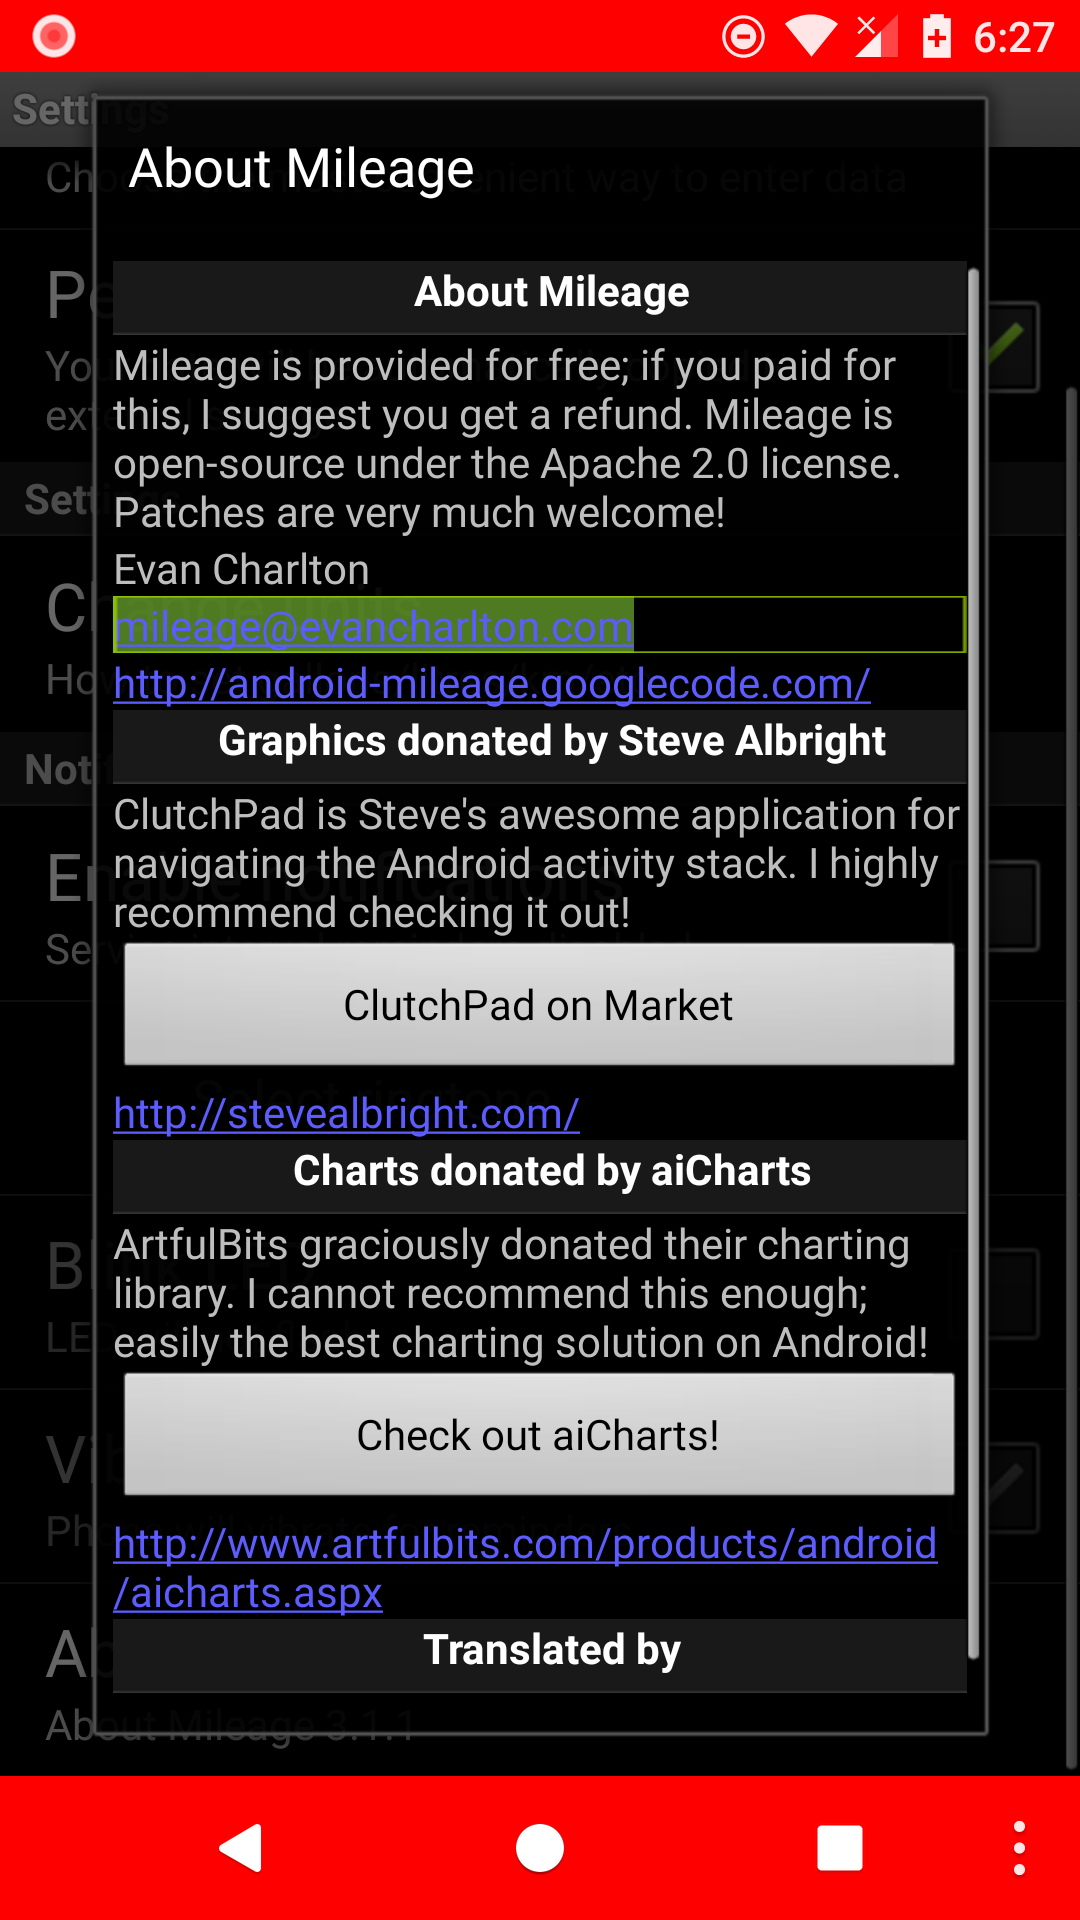 6:27
Settings
About Mileage
About Mileage
Mileage is provided for free; if you paid for
this, I suggest you get a refund. Mileage is
open-source under the Apache 2.0 license.
Patches are very much welcome!
Evan Charlton
mileage@evancharlton.com
http://android-mileage.googlecode.com/
Graphics donated by Steve Albright
ClutchPad is Steve's awesome application for
navigating the Android activity stack. I highly
recommend checking it out!
ClutchPad on Market
http://stevealbright.com/
Charts donated by aiCharts
ArtfulBits graciously donated their charting
library. I cannot recommend this enough;
easily the best charting solution on Android!
Check out aiCharts!
http://www.artfulbits.com/products/android
/aicharts.aspx
Translated by
About Mileage 3.1.1